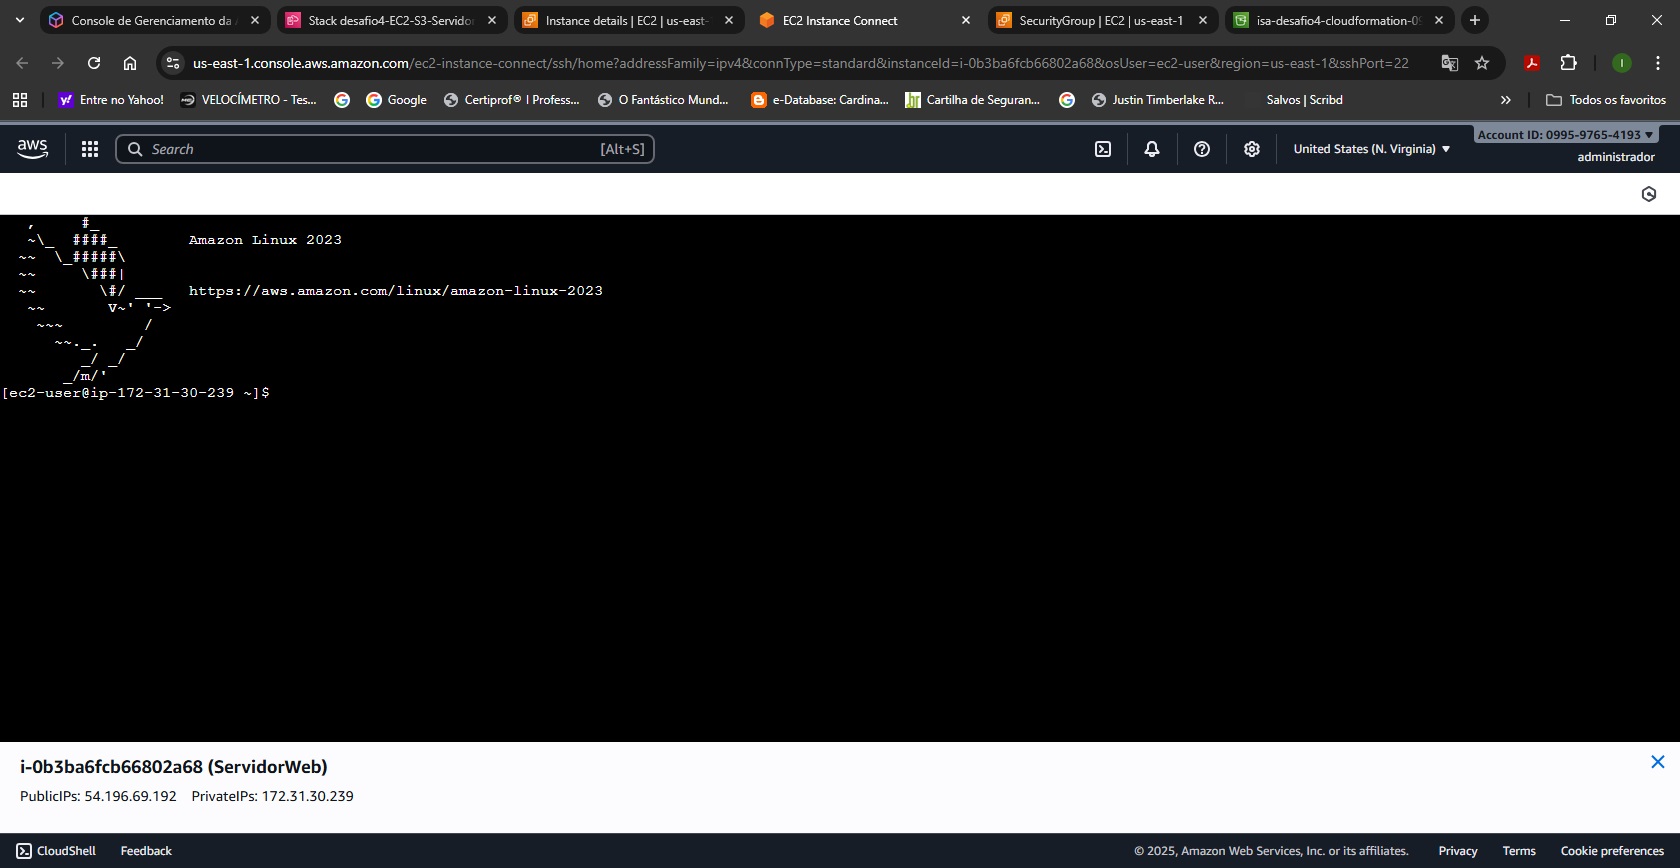 Console de Gerenciamento da A
Stack desafio4-EC2-S3-Servidor
Instance details | EC2 | us-east-
EC2 Instance Connect
SecurityGroup | EC2 | us-east-1
isa-desafio4-cloudformation-09
us-east-1.console.aws.amazon.com/ec2-instance-connect/ssh/home?addressFamily=ipv4&connType=standard&instanceId=i-0b3ba6fcb66802a68&osUser=ec2-user&region=us-east-1&sshPort=22
Entre no Yahoo!
VELOCÍMETRO - Tes...
Google
Certiprof® I Profess...
O Fantástico Mund...
e-Database: Cardina...
Cartilha de Seguran...
Justin Timberlake R...
Salvos | Scribd
Todos os favoritos
aws
Search
[Alt+S]
United States (N. Virginia)
Account ID: 0995-9765-4193
administrador
   ,     #_
   ~\_  ####_        Amazon Linux 2023
  ~~  \_#####\
  ~~     \###|
  ~~       \#/ ___   https://aws.amazon.com/linux/amazon-linux-2023
   ~~       V~' '->
    ~~~         /
      ~~._.   _/
         _/ _/
       _/m/'
[ec2-user@ip-172-31-30-239 ~]$
i-0b3ba6fcb66802a68 (ServidorWeb)
PublicIPs: 54.196.69.192 PrivateIPs: 172.31.30.239
CloudShell
Feedback
© 2025, Amazon Web Services, Inc. or its affiliates.
Privacy
Terms
Cookie preferences